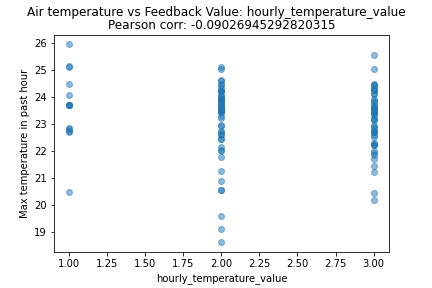 Air temperature vs Feedback Value: hourly_temperature_value
Pearson corr: -0.09026945292820315
26
25
24
23
22
21
20
19
Max temperature in past hour
1.00 1.25 1.50 1.75 2.00 2.25 2.50 2.75 3.00
hourly_temperature_value